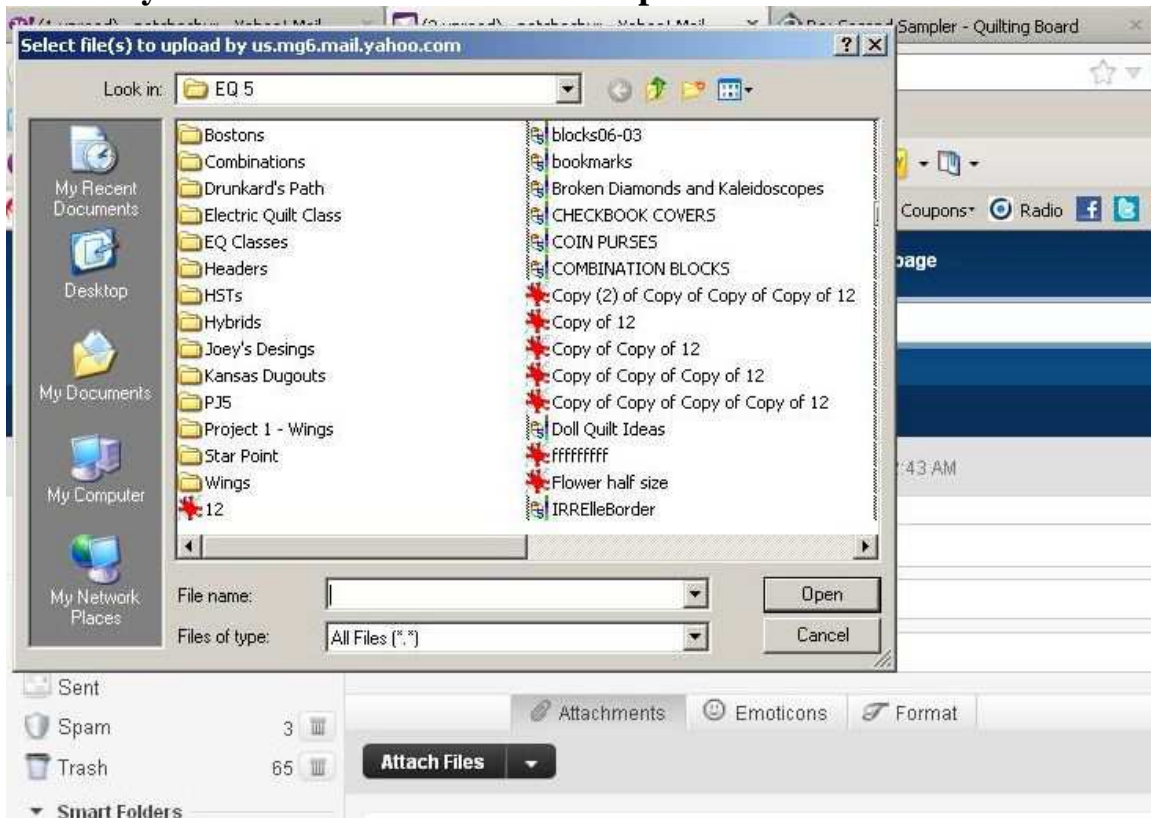 Sampler - Quilting Board
Select file(s) to upload by us.mg6.mail.yahoo.com
Look in: EQ 5
My Recent Documents
Desktop
My Documents
My Computer
My Network Places
Bostons
Combinations
Drunkard's Path
Electric Quilt Class
EQ Classes
Headers
HSTs
Hybrids
Joey's Desings
Kansas Dugouts
PJ5
Project 1 - Wings
Star Point
Wings
12
blocks06-03
bookmarks
Broken Diamonds and Kaleidoscopes
CHECKBOOK COVERS
COIN PURSES
COMBINATION BLOCKS
Copy (2) of Copy of Copy of Copy of 12
Copy of 12
Copy of Copy of 12
Copy of Copy of Copy of 12
Copy of Copy of Copy of Copy of 12
Doll Quilt Ideas
fffffffff
Flower half size
IRRElleBorder
File name:
Open
Files of type: All Files (*.*)
Cancel
Coupons Radio
page
:43 AM
Sent
Spam 3
Trash 65
Smart Folders
Attachments Emoticons Format
Attach Files